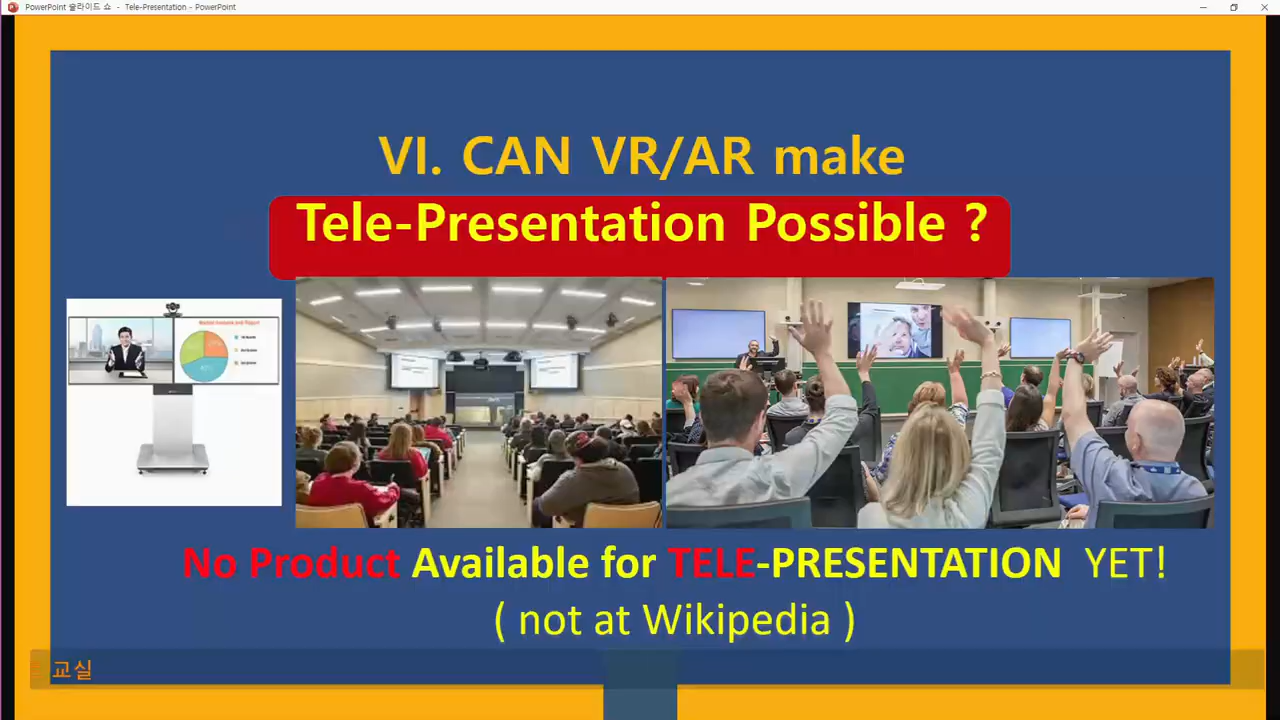 PowerPoint 슬라이드 쇼 - Tele-Presentation - PowerPoint
VI. CAN VR/AR make
Tele-Presentation Possible ?
No Product Available for TELE-PRESENTATION YET!
( not at Wikipedia )
교실